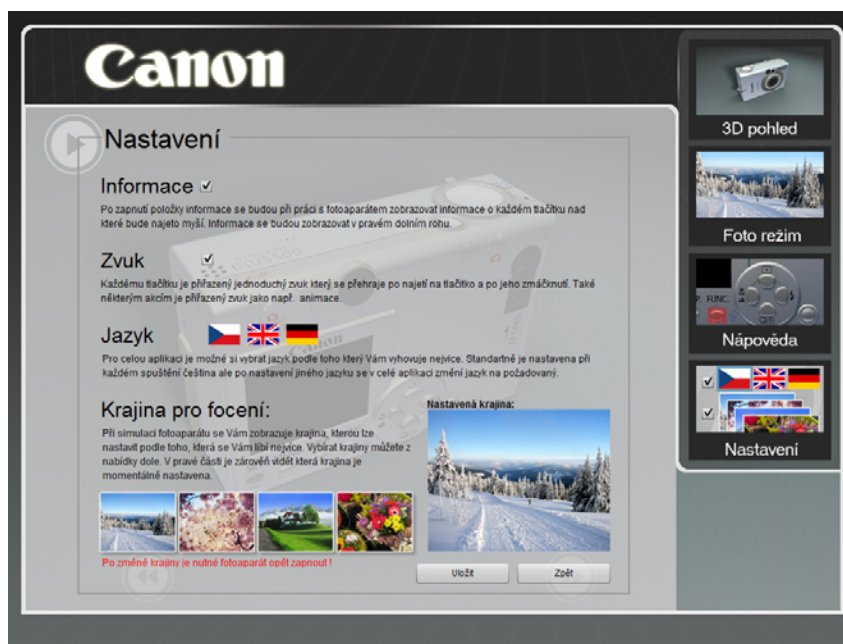 Canon
Nastavení
Informace
Po zapnutí položky informace se budou při práci s fotoaparátem zobrazovat informace o každém tlačítku nad
které bude najeto myší. Informace se budou zobrazovat v pravém dolním rohu.
Zvuk
Každému tlačítku je přiřazený jednoduchý zvuk který se přehraje po najetí na tlačítko a po jeho zmáčknutí. Také
některým akcím je přiřazený zvuk jako např. animace.
Jazyk
Pro celou aplikaci je možné si vybrat jazyk podle toho který Vám vyhovuje nejvíce. Standartně je nastavena při
každém spuštění čeština ale po nastavení jiného jazyku se v celé aplikaci změní jazyk na požadovaný.
Krajina pro focení:
Při simulaci fotoaparátu se Vám zobrazuje krajina, kterou lze
nastavit podle toho, která se Vám líbí nejvíce. Vybírat krajiny můžete z
nabídky dole. V pravé části je zárověň vidět která krajina je
momentálně nastavena.
Po změně krajiny je nutné fotoaparát opět zapnout !
Nastavená krajina:
Uložit
Zpět
3D pohled
Foto režim
FUNC.
Nápověda
Nastavení
Canon